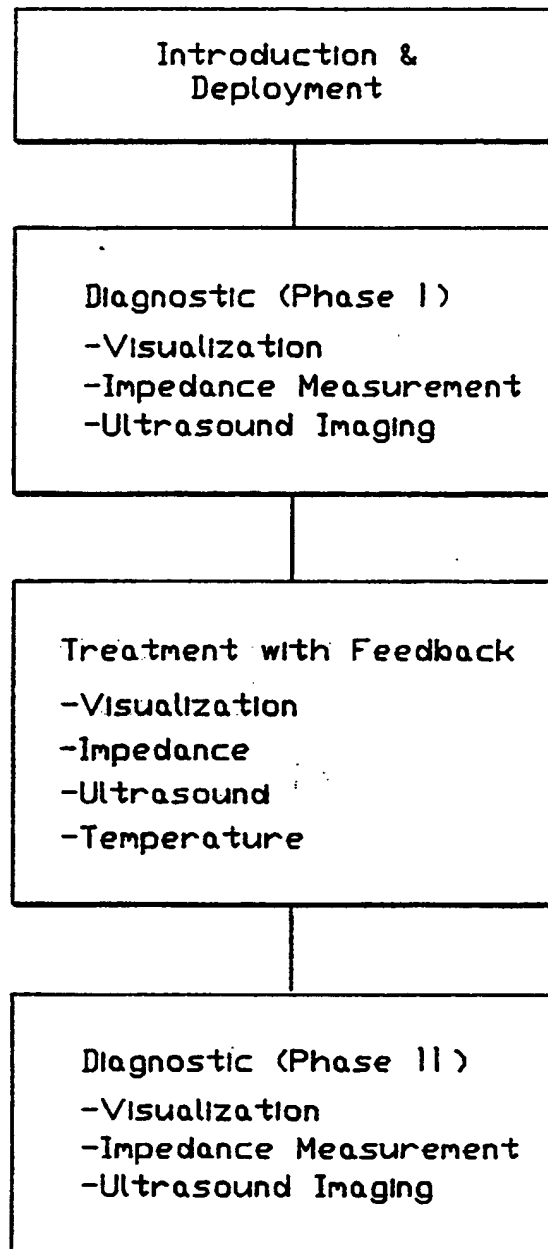 Introduction &
Deployment
Diagnostic (Phase I)
-Visualization
-Impedance Measurement
-Ultrasound Imaging
Treatment with Feedback
-Visualization
-Impedance
-Ultrasound
-Temperature
Diagnostic (Phase II)
-Visualization
-Impedance Measurement
-Ultrasound Imaging